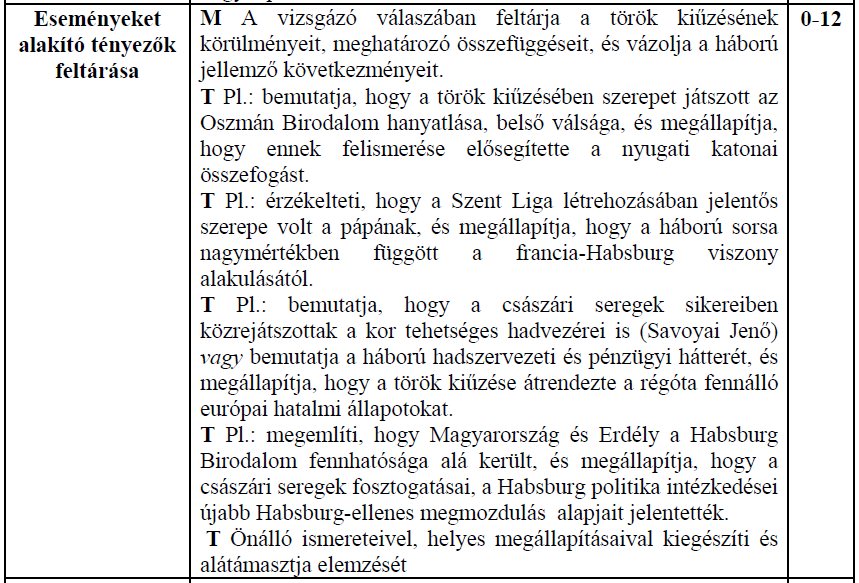 Eseményeket
alakító tényezők
feltárása
M A vizsgázó válaszában feltárja a török kiűzésének
körülményeit, meghatározó összefüggéseit, és vázolja a háború
jellemző következményeit.
T Pl.: bemutatja, hogy a török kiűzésében szerepet játszott az
Oszmán Birodalom hanyatlása, belső válsága, és megállapítja,
hogy ennek felismerése elősegítette a nyugati katonai
összefogást.
T Pl.: érzékelteti, hogy a Szent Liga létrehozásában jelentős
szerepe volt a pápának, és megállapítja, hogy a háború sorsa
nagymértékben függött a francia-Habsburg viszony
alakulásától.
T Pl.: bemutatja, hogy a császári seregek sikereiben
közrejátszottak a kor tehetséges hadvezérei is (Savoyai Jenő)
vagy bemutatja a háború hadszervezeti és pénzügyi hátterét, és
megállapítja, hogy a török kiűzése átrendezte a régóta fennálló
európai hatalmi állapotokat.
T Pl.: megemlíti, hogy Magyarország és Erdély a Habsburg
Birodalom fennhatósága alá került, és megállapítja, hogy a
császári seregek fosztogatásai, a Habsburg politika intézkedései
újabb Habsburg-ellenes megmozdulás alapjait jelentették.
T Önálló ismereteivel, helyes megállapításaival kiegészíti és
alátámasztja elemzését
0-12